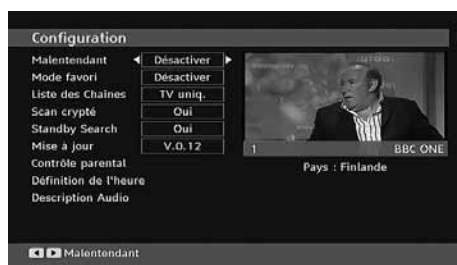 Configuration
Malentendant Désactiver
Mode favori Désactiver
Liste des Chaînes TV uniq.
Scan crypté Oui
Standby Search Oui
Mise à jour V.0.12
Contrôle parental
Définition de l'heure
Description Audio
1 BBC ONE
Pays : Finlande
Malentendant